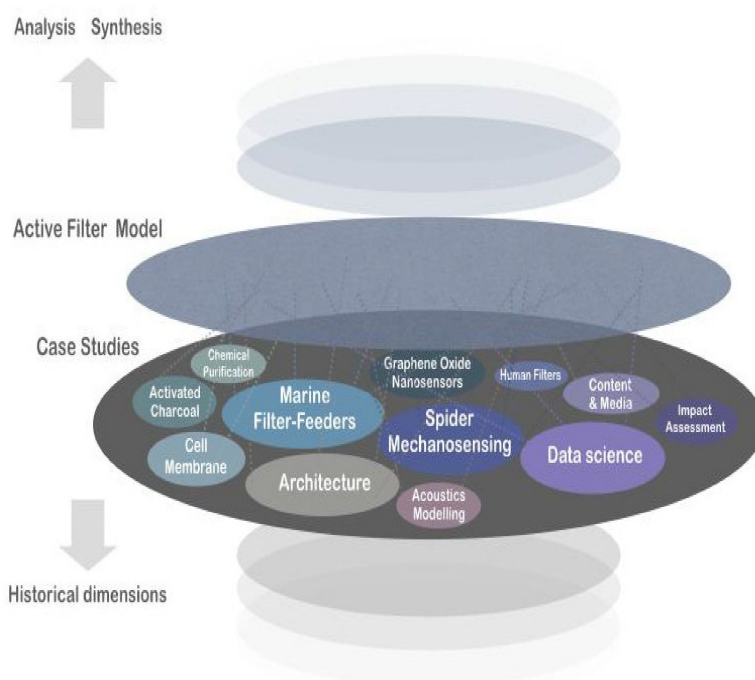 Analysis Synthesis
Active Filter Model
Case Studies
Chemical
Purification
Graphene Oxide
Nanosensors
Human Filters
Content
& Media
Activated
Charcoal
Marine
Filter-Feeders
Spider
Mechanosensing
Impact
Assessment
Cell
Membrane
Architecture
Data science
Acoustics
Modelling
Historical dimensions